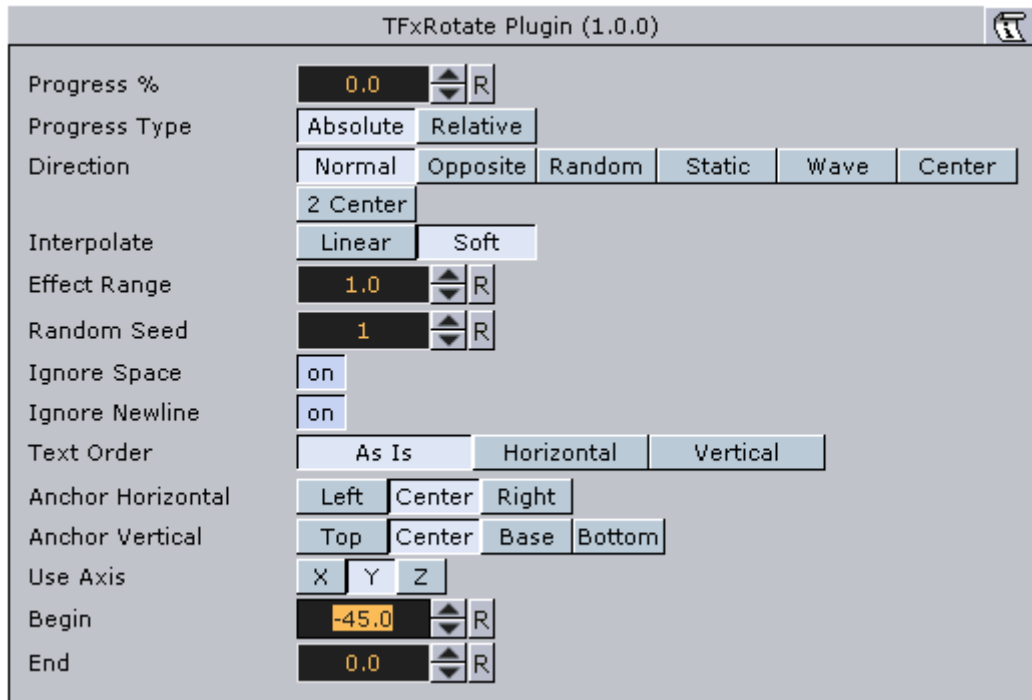 TFxRotate Plugin (1.0.0)
Progress % 0.0 R
Progress Type Absolute Relative
Direction Normal Opposite Random Static Wave Center
2 Center
Interpolate Linear Soft
Effect Range 1.0 R
Random Seed 1 R
Ignore Space on
Ignore Newline on
Text Order As Is Horizontal Vertical
Anchor Horizontal Left Center Right
Anchor Vertical Top Center Base Bottom
Use Axis X Y Z
Begin -45.0 R
End 0.0 R